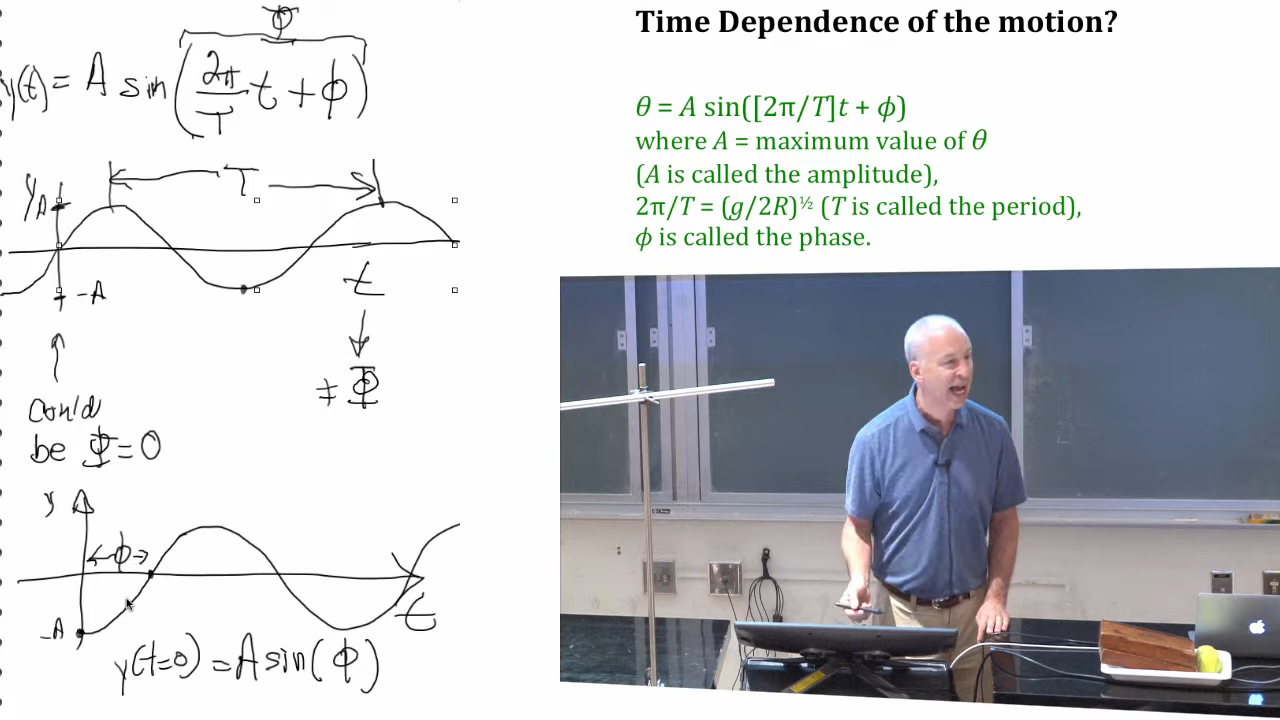 Φ
y(t) = A sin(2π/T t + ϕ)
T
y
A
-A
t
≠ Φ
could
be Φ = 0
y
ϕ
-A
t
y(t=0) = A sin(ϕ)
Time Dependence of the motion?
θ = A sin([2π/T]t + ϕ)
where A = maximum value of θ
(A is called the amplitude),
2π/T = (g/2R)^½ (T is called the period),
ϕ is called the phase.